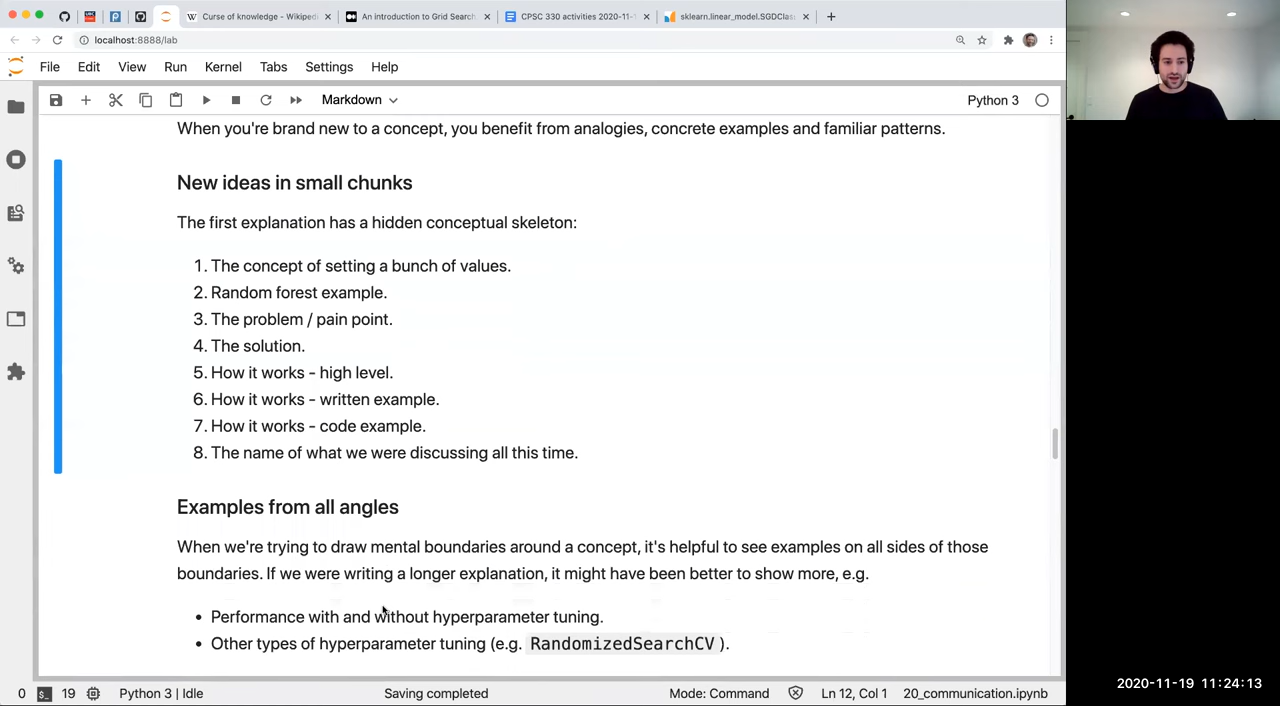 Curse of knowledge - Wikiped
An introduction to Grid Search
CPSC 330 activities 2020-11-1
sklearn.linear_model.SGDClas
localhost:8888/lab
File Edit View Run Kernel Tabs Settings Help
Markdown
Python 3
When you're brand new to a concept, you benefit from analogies, concrete examples and familiar patterns.
New ideas in small chunks
The first explanation has a hidden conceptual skeleton:
1. The concept of setting a bunch of values.
2. Random forest example.
3. The problem / pain point.
4. The solution.
5. How it works - high level.
6. How it works - written example.
7. How it works - code example.
8. The name of what we were discussing all this time.
Examples from all angles
When we're trying to draw mental boundaries around a concept, it's helpful to see examples on all sides of those
boundaries. If we were writing a longer explanation, it might have been better to show more, e.g.
• Performance with and without hyperparameter tuning.
• Other types of hyperparameter tuning (e.g. RandomizedSearchCV ).
0 19 Python 3 | Idle Saving completed Mode: Command Ln 12, Col 1 20_communication.ipynb
2020-11-19 11:24:13